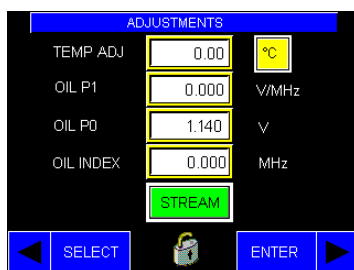 ADJUSTMENTS
TEMP ADJ 0.00 °C
OIL P1 0.000 V/MHz
OIL P0 1.140 V
OIL INDEX 0.000 MHz
STREAM
SELECT ENTER